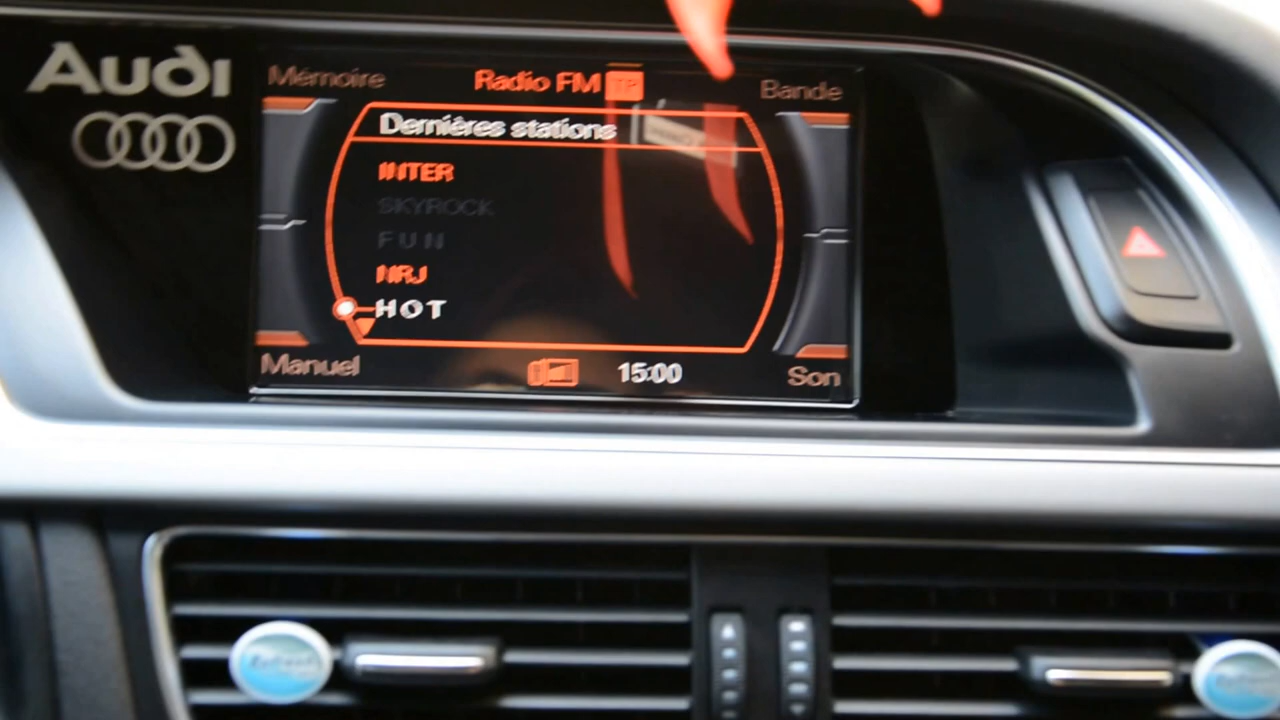 Audi
Mémoire
Radio FM TP
Bande
Dernières stations
INTER
SKYROCK
FUN
NRJ
HOT
Manuel
15:00
Son